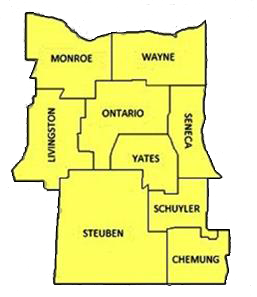 MONROE
WAYNE
LIVINGSTON
ONTARIO
SENECA
YATES
SCHUYLER
STEUBEN
CHEMUNG